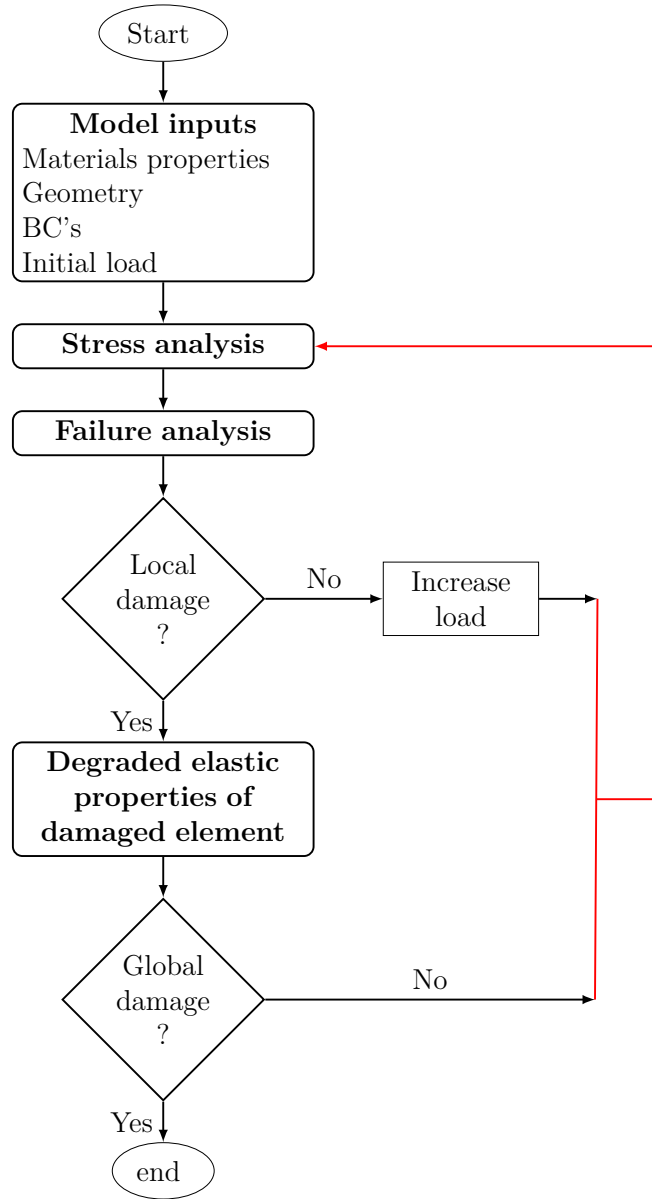 Start
Model inputs
Materials properties
Geometry
BC's
Initial load
Stress analysis
Failure analysis
Local
damage
?
No
Increase
load
Yes
Degraded elastic
properties of
damaged element
Global
damage
?
No
Yes
end